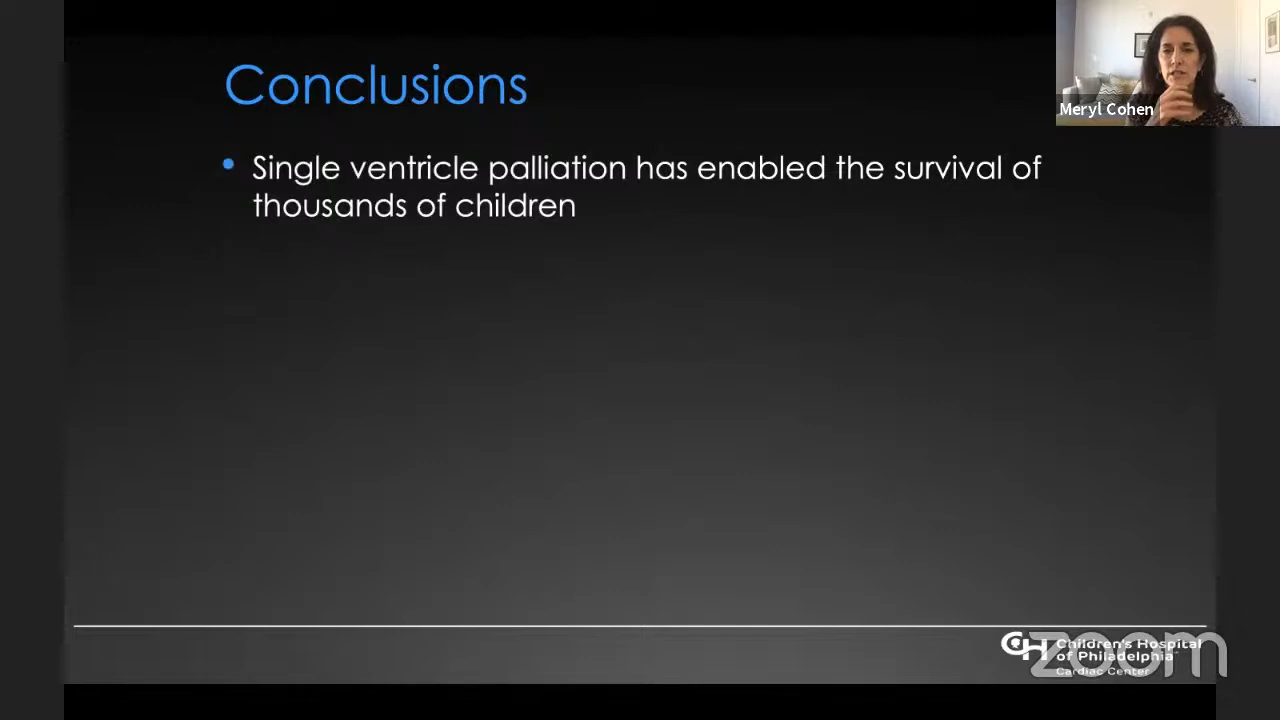 Conclusions
Meryl Cohen
• Single ventricle palliation has enabled the survival of
thousands of children
CH Children's Hospital
of Philadelphia
Cardiac Center
zoom